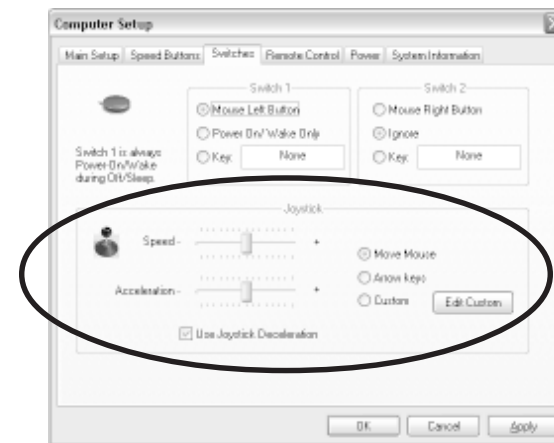 Computer Setup
Main Setup Speed Buttons Switches Remote Control Power System Information
Switch 1
Mouse Left Button
Power On/Wake Only
Key: None
Switch 2
Mouse Right Button
Ignore
Key: None
Switch 1 is always
Power-On/Wake
during Off/Sleep.
Joystick
Speed - +
Acceleration - +
Use Joystick Deceleration
Move Mouse
Arrow keys
Custom
Edit Custom
OK Cancel Apply